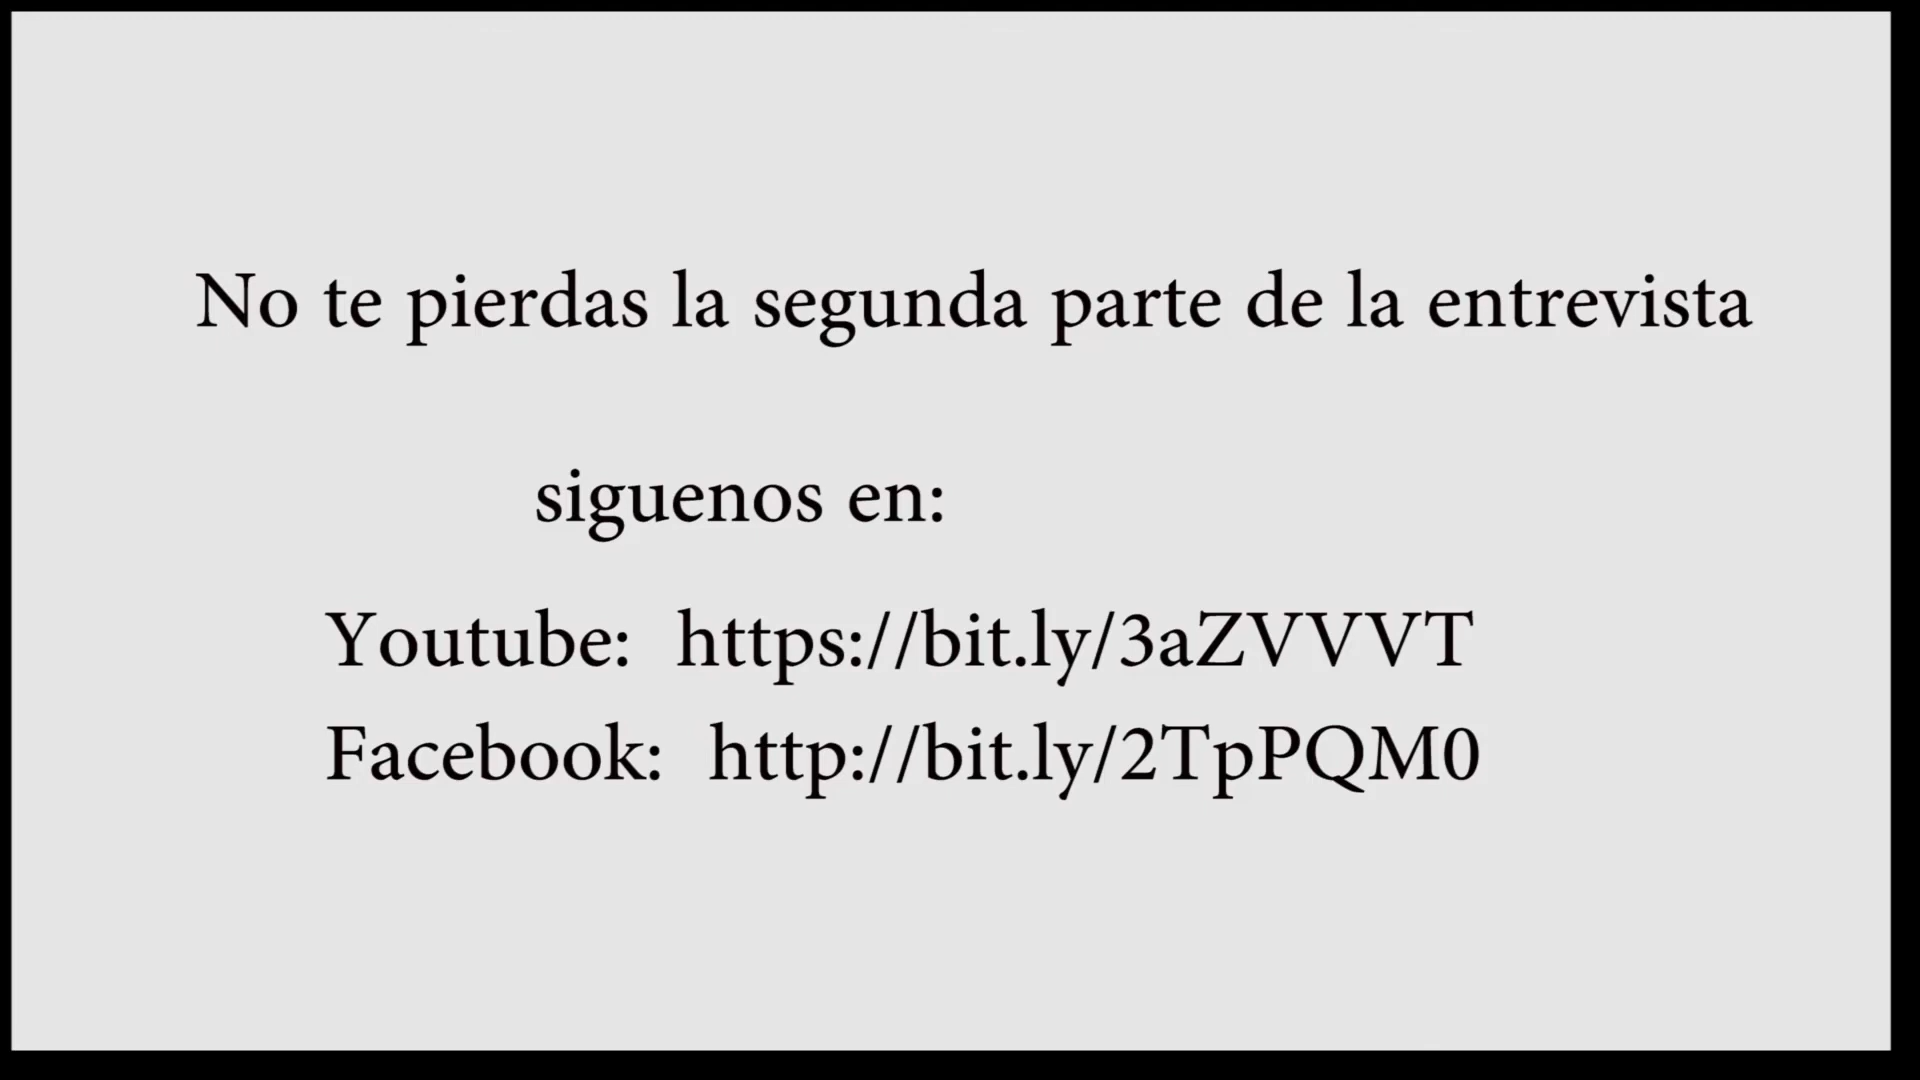 No te pierdas la segunda parte de la entrevista
siguenos en:
Youtube: https://bit.ly/3aZVVVT
Facebook: http://bit.ly/2TpPQM0